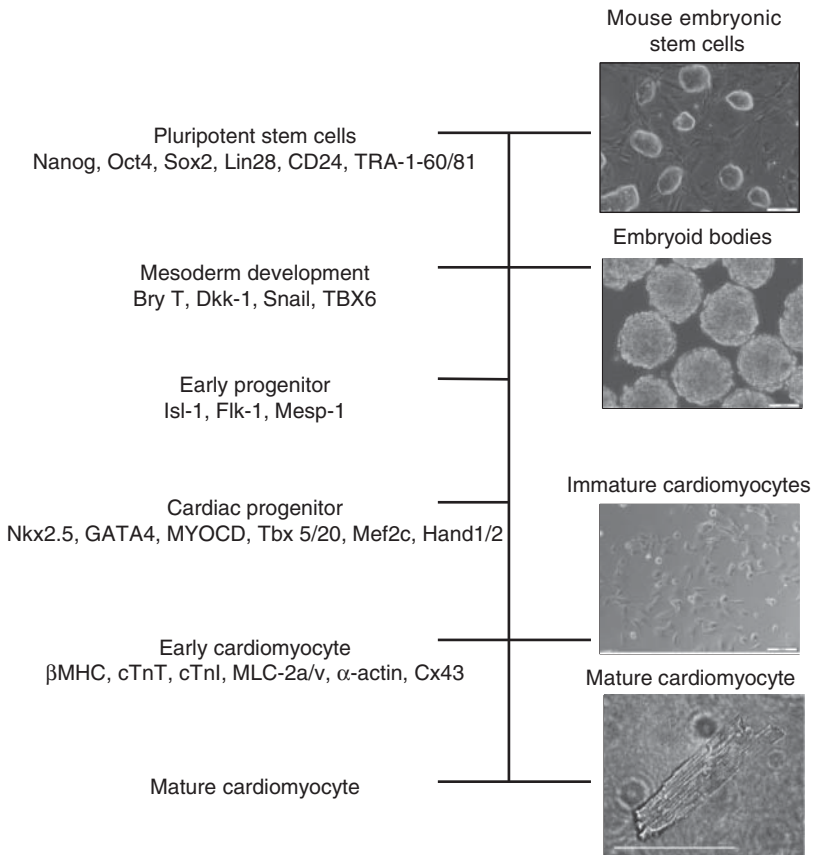 Mouse embryonic
stem cells
Pluripotent stem cells
Nanog, Oct4, Sox2, Lin28, CD24, TRA-1-60/81
Embryoid bodies
Mesoderm development
Bry T, Dkk-1, Snail, TBX6
Early progenitor
Isl-1, Flk-1, Mesp-1
Immature cardiomyocytes
Cardiac progenitor
Nkx2.5, GATA4, MYOCD, Tbx 5/20, Mef2c, Hand1/2
Early cardiomyocyte
βMHC, cTnT, cTnI, MLC-2a/v, α-actin, Cx43
Mature cardiomyocyte
Mature cardiomyocyte